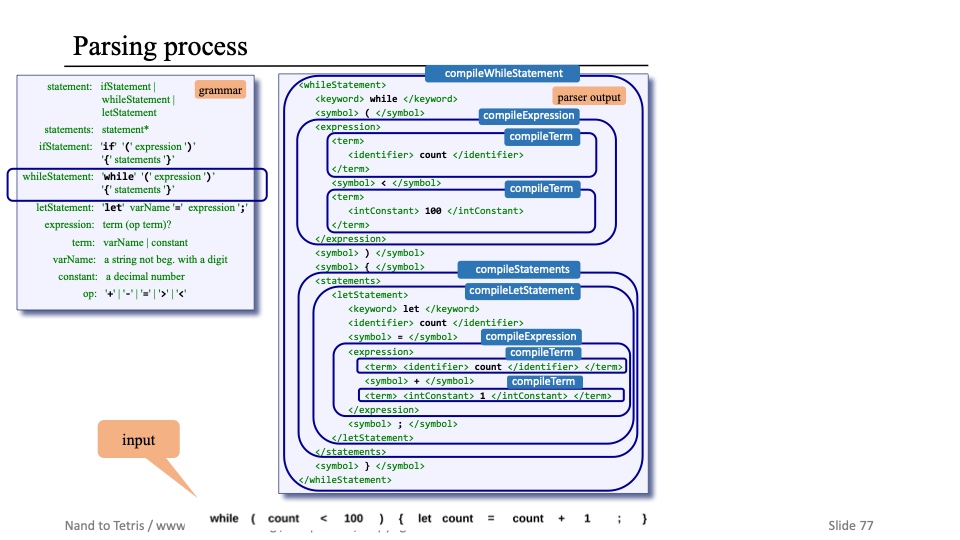 Parsing process
grammar
statement: ifStatement |
whileStatement |
letStatement
statements: statement*
ifStatement: 'if' '(' expression ')'
'{' statements '}'
whileStatement: 'while' '(' expression ')'
'{' statements '}'
letStatement: 'let' varName '=' expression ';'
expression: term (op term)?
term: varName | constant
varName: a string not beg. with a digit
constant: a decimal number
op: '+' | '-' | '=' | '>' | '<'
compileWhileStatement
parser output
<whileStatement>
<keyword> while </keyword>
<symbol> ( </symbol>
compileExpression
<expression>
compileTerm
<term>
<identifier> count </identifier>
</term>
<symbol> < </symbol>
compileTerm
<term>
<intConstant> 100 </intConstant>
</term>
</expression>
<symbol> ) </symbol>
<symbol> { </symbol>
compileStatements
<statements>
compileLetStatement
<letStatement>
<keyword> let </keyword>
<identifier> count </identifier>
<symbol> = </symbol>
compileExpression
<expression>
compileTerm
<term> <identifier> count </identifier> </term>
<symbol> + </symbol>
compileTerm
<term> <intConstant> 1 </intConstant> </term>
</expression>
<symbol> ; </symbol>
</letStatement>
</statements>
<symbol> } </symbol>
</whileStatement>
input
while ( count < 100 ) { let count = count + 1 ; }
Nand to Tetris / www
Slide 77